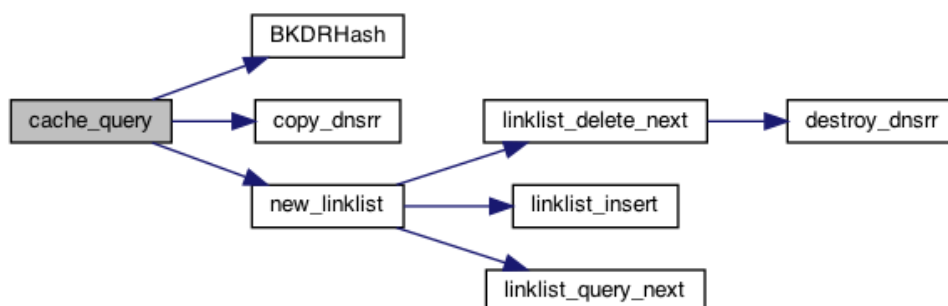 BKDRHash
cache_query
copy_dnsrr
linklist_delete_next
destroy_dnsrr
new_linklist
linklist_insert
linklist_query_next